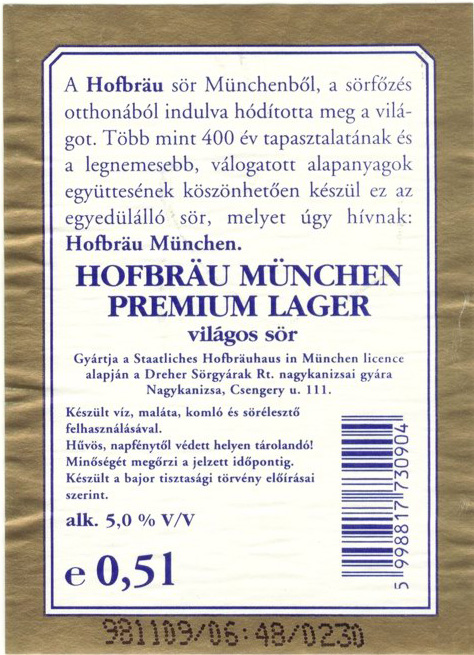 A Hofbräu sör Münchenből, a sörfőzés
otthonából indulva hódította meg a vilá-
got. Több mint 400 év tapasztalatának és
a legnemesebb, válogatott alapanyagok
együttesének köszönhetően készül ez az
egyedülálló sör, melyet úgy hívnak:
Hofbräu München.
HOFBRÄU MÜNCHEN
PREMIUM LAGER
világos sör
Gyártja a Staatliches Hofbräuhaus in München licence
alapján a Dreher Sörgyárak Rt. nagykanizsai gyára
Nagykanizsa, Csengery u. 111.
Készült víz, maláta, komló és sörélesztő
felhasználásával.
Hűvös, napfénytől védett helyen tárolandó!
Minőségét megőrzi a jelzett időpontig.
Készült a bajor tisztasági törvény előírásai
szerint.
alk. 5,0 % V/V
e 0,5l
5 998817 730904
981109/06:48/0230